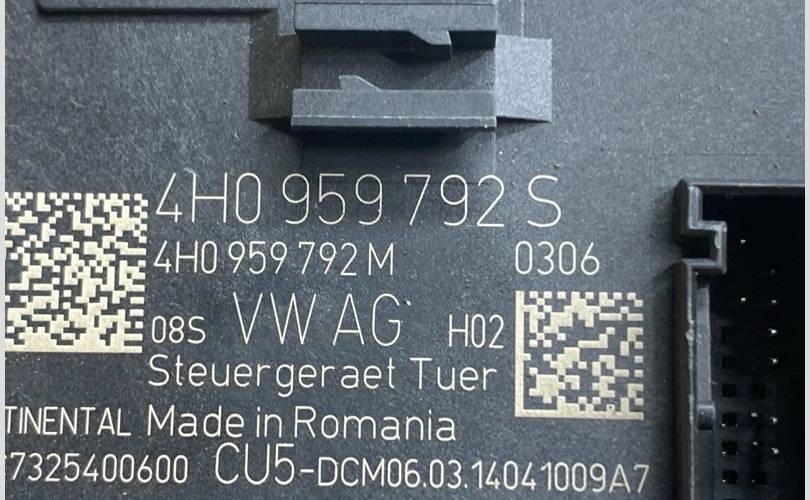 4H0 959 792 S
4H0 959 792 M 0306
08S VW AG H02
Steuergeraet Tuer
TINENTAL Made in Romania
7325400600 CU5-DCM06.03.14041009A7